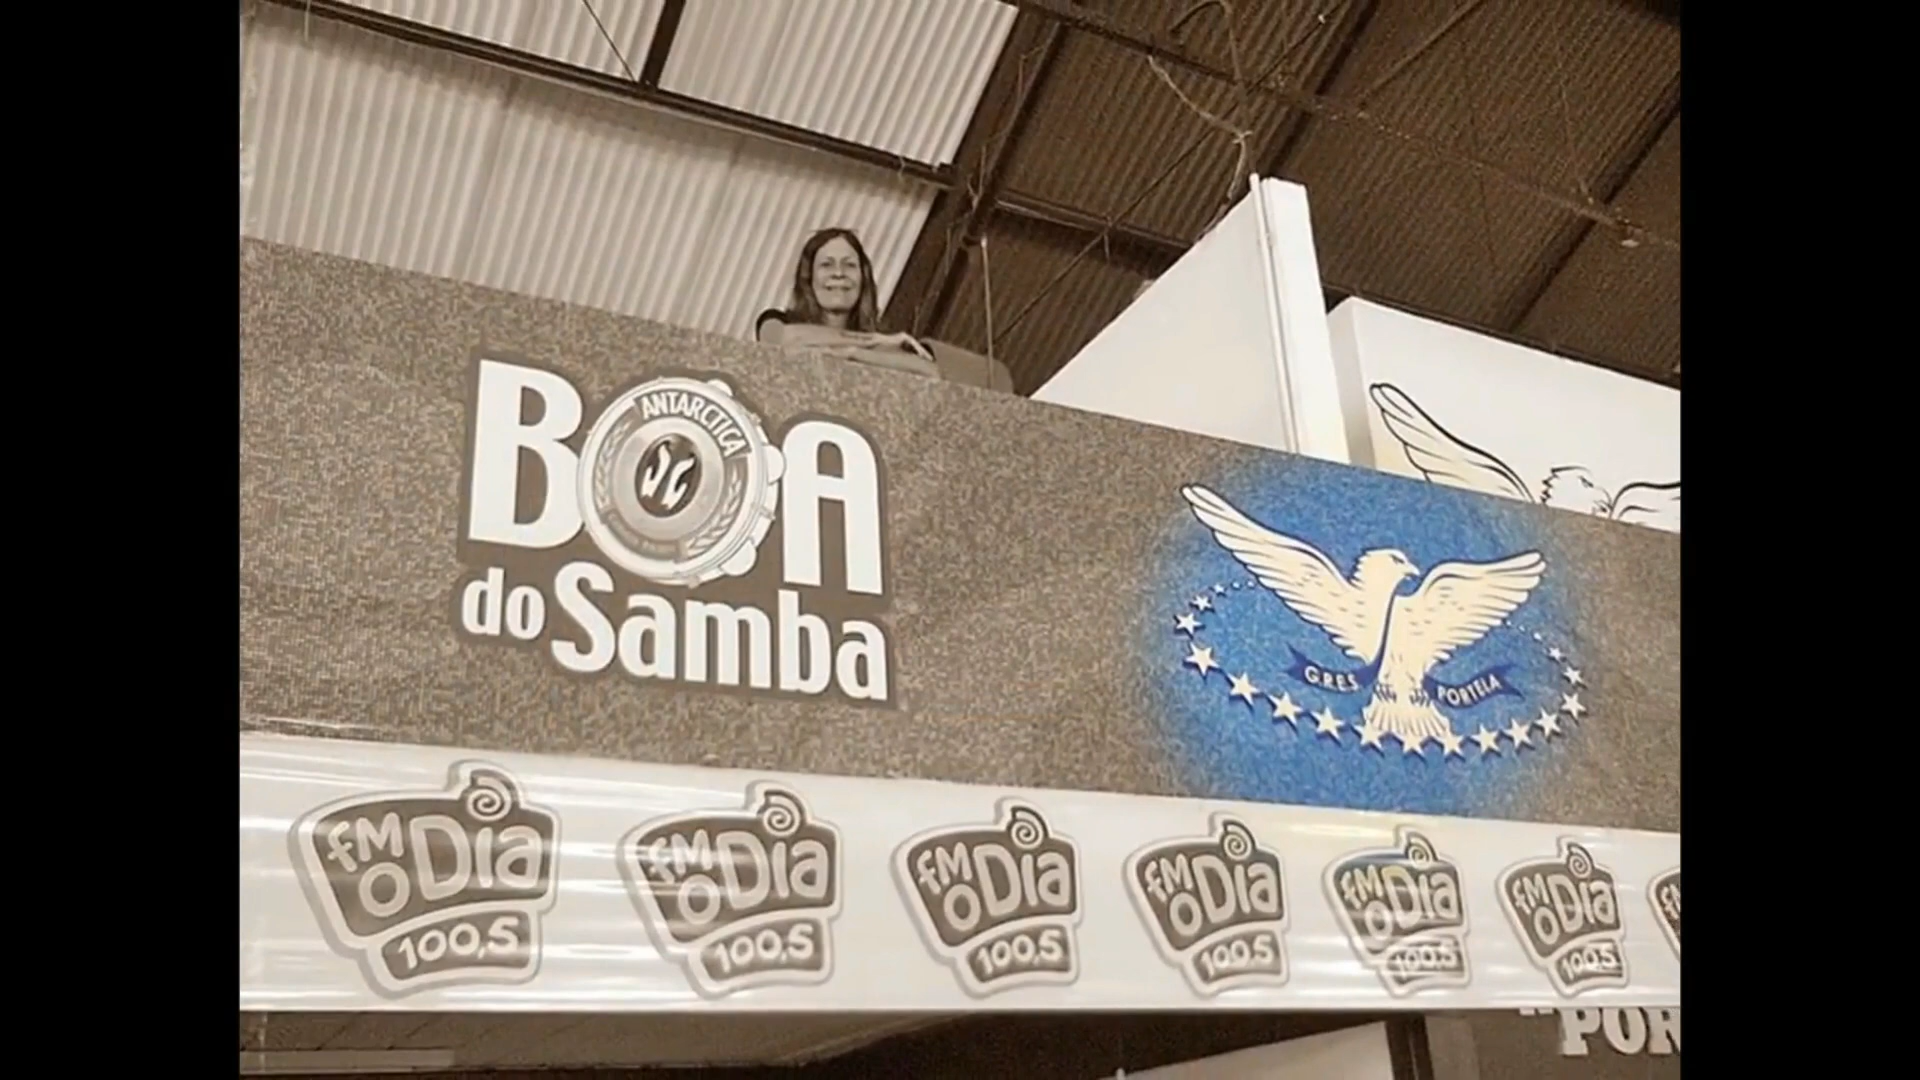 BOA
ANTARCTICA
do Samba
G.R.E.S. PORTELA
FM O Dia 100,5
FM O Dia 100,5
FM O Dia 100,5
FM O Dia 100,5
FM O Dia 100,5
FM O Dia 100,5
FM
"POR